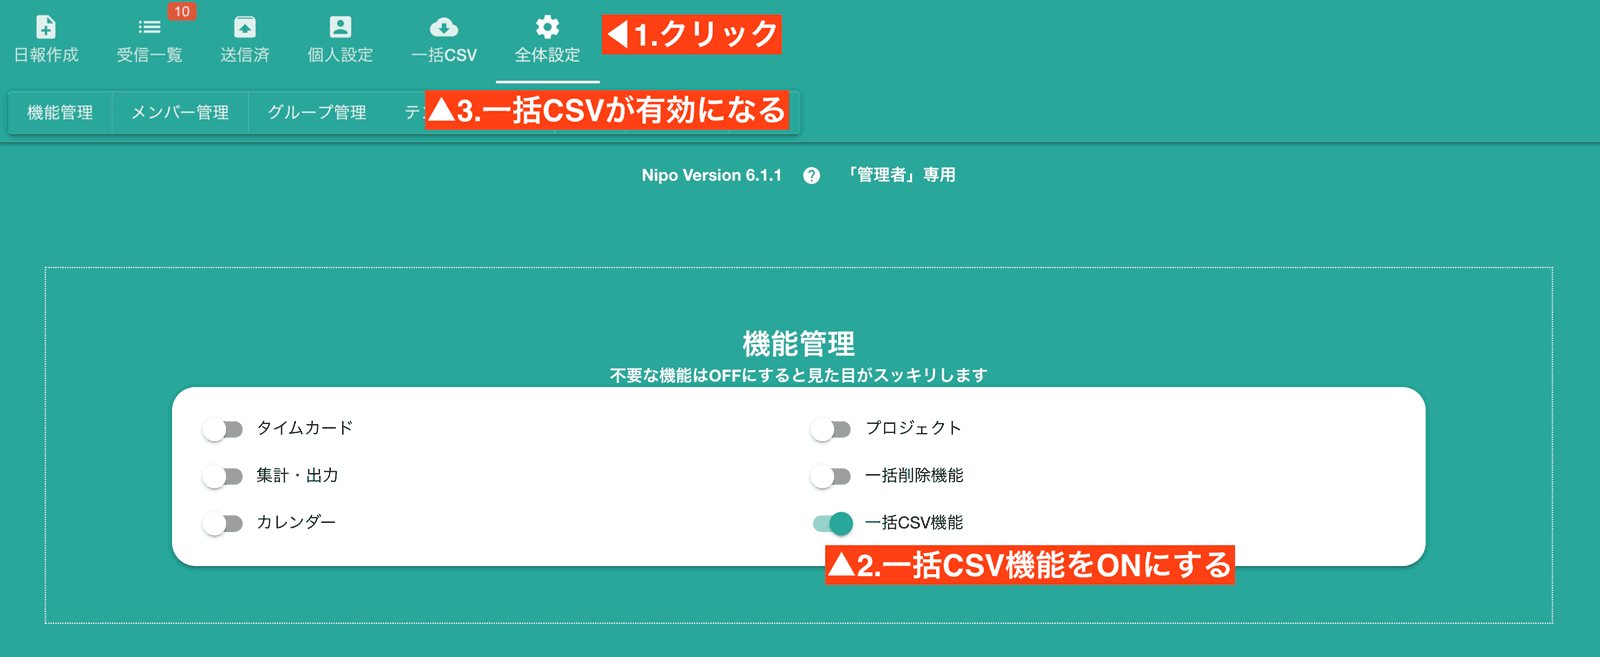 10
日報作成 受信一覧 送信済 個人設定 一括CSV 全体設定 ◀1.クリック
機能管理 メンバー管理 グループ管理 ▲3.一括CSVが有効になる
Nipo Version 6.1.1 ? 「管理者」専用
機能管理
不要な機能はOFFにすると見た目がスッキリします
タイムカード プロジェクト
集計・出力 一括削除機能
カレンダー 一括CSV機能
▲2.一括CSV機能をONにする